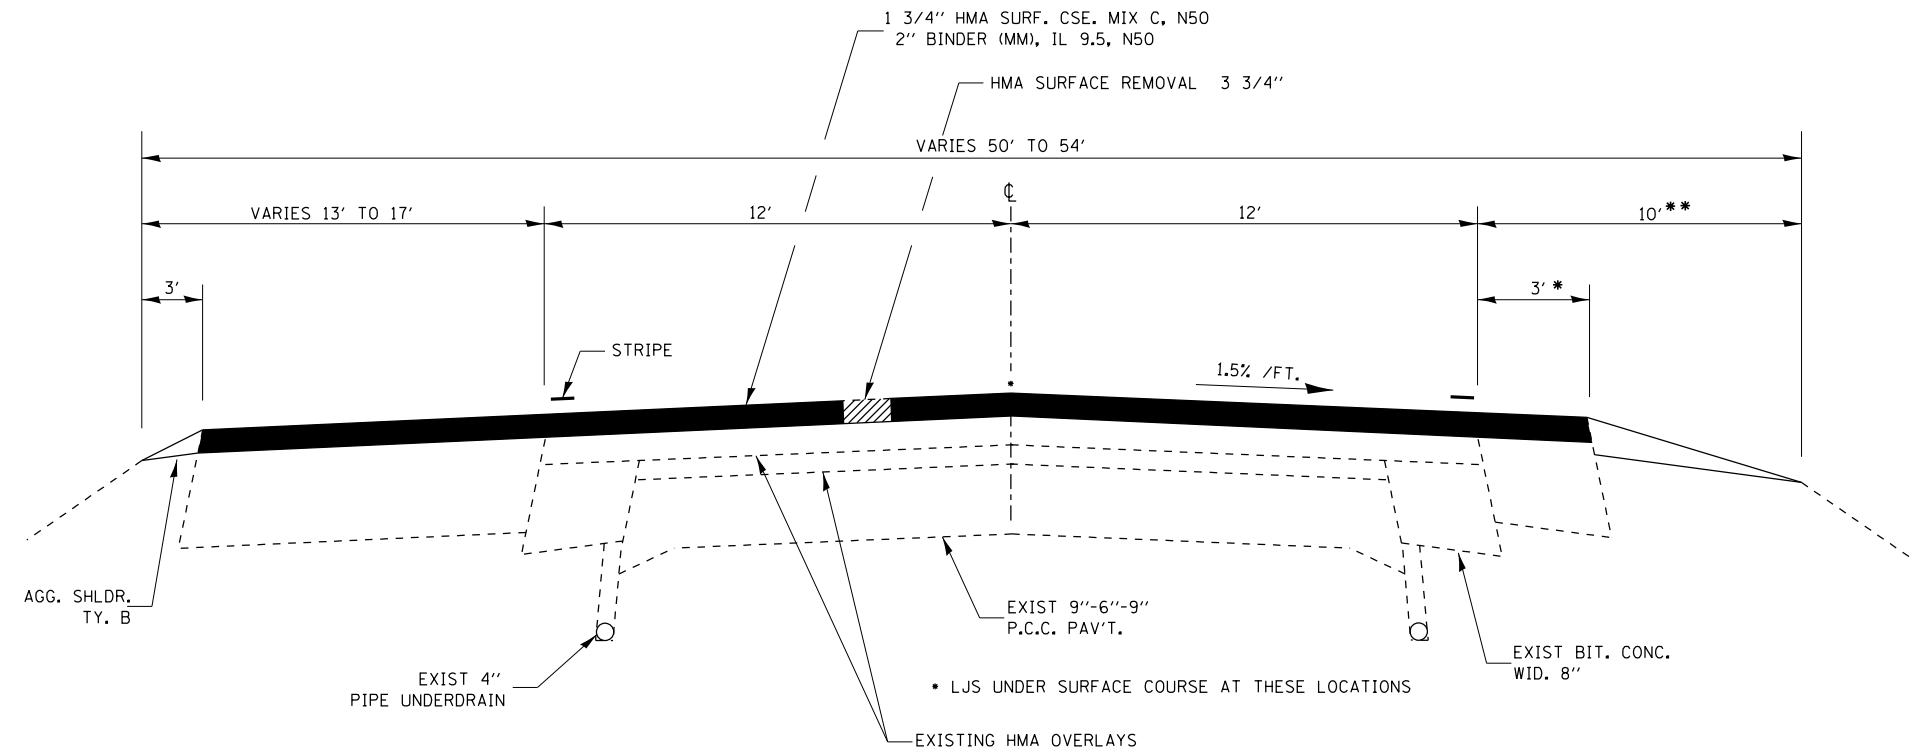 1 3/4'' HMA SURF. CSE. MIX C, N50
2'' BINDER (MM), IL 9.5, N50
HMA SURFACE REMOVAL 3 3/4''
VARIES 50' TO 54'
℄
VARIES 13' TO 17'
12'
12'
10'**
3'
3' *
STRIPE
*
1.5% /FT.
AGG. SHLDR.
TY. B
EXIST 9''-6''-9''
P.C.C. PAV'T.
EXIST BIT. CONC.
WID. 8''
EXIST 4''
PIPE UNDERDRAIN
* LJS UNDER SURFACE COURSE AT THESE LOCATIONS
EXISTING HMA OVERLAYS